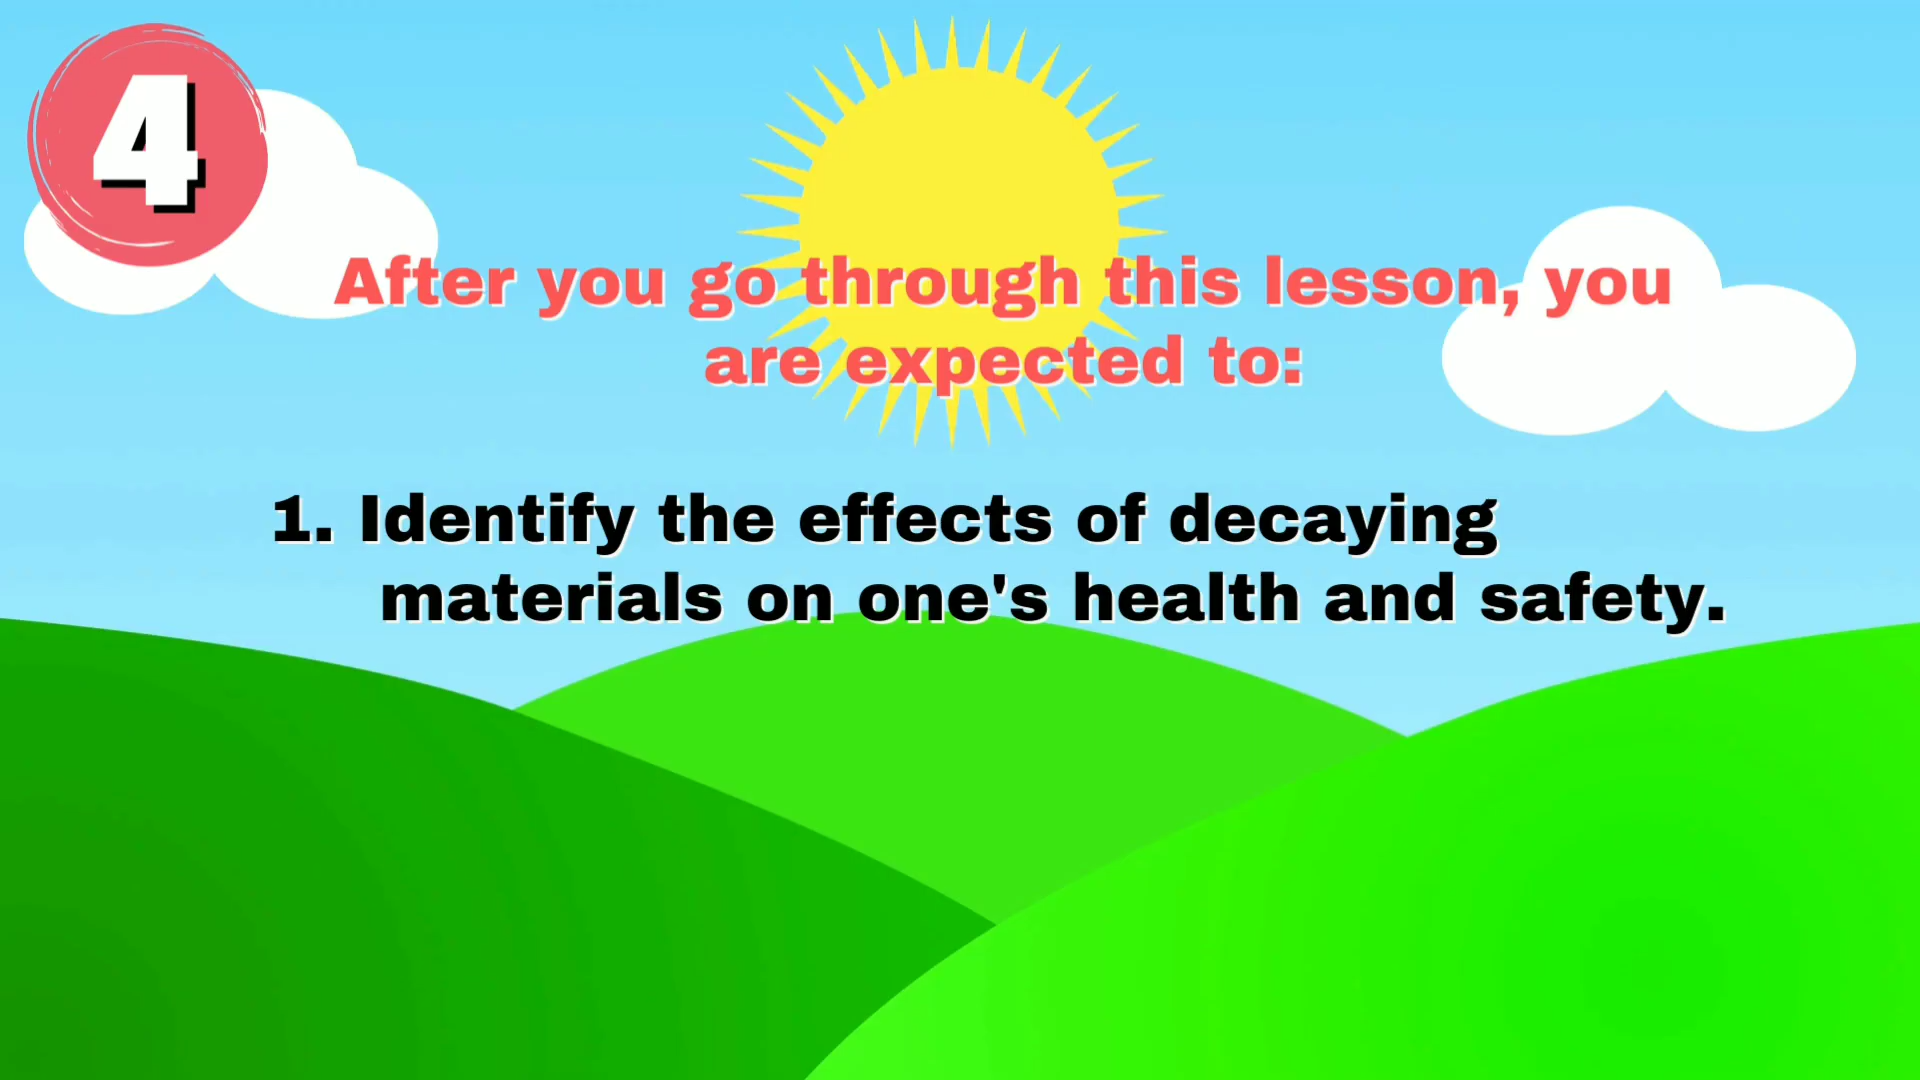 4
After you go through this lesson, you
are expected to:
1. Identify the effects of decaying
materials on one's health and safety.